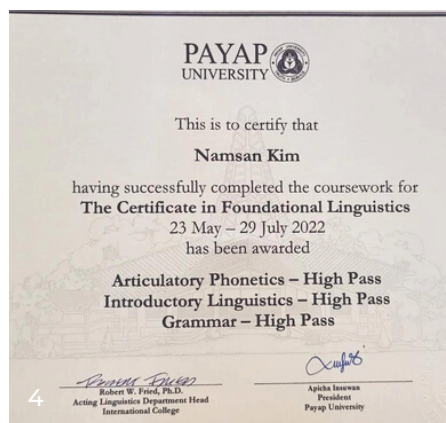 PAYAP
UNIVERSITY
This is to certify that
Namsan Kim
having successfully completed the coursework for
The Certificate in Foundational Linguistics
23 May – 29 July 2022
has been awarded
Articulatory Phonetics – High Pass
Introductory Linguistics – High Pass
Grammar – High Pass
Robert W. Fried, Ph.D.
Acting Linguistics Department Head
International College
Apicha Insuwan
President
Payap University
4